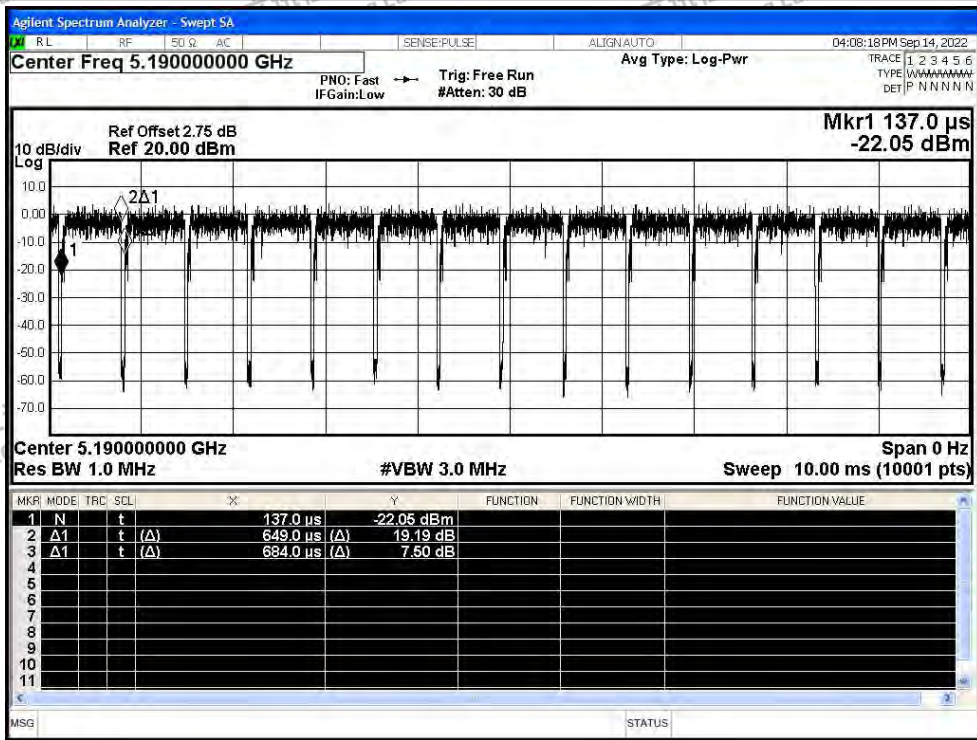 Agilent Spectrum Analyzer - Swept SA
RL RF 50 Ω AC SENSE:PULSE ALIGN AUTO 04:08:18 PM Sep 14, 2022
Center Freq 5.190000000 GHz
PNO: Fast
IFGain:Low
Trig: Free Run
#Atten: 30 dB
Avg Type: Log-Pwr
TRACE 1 2 3 4 5 6
TYPE WWWWWW
DET P N N N N N
Ref Offset 2.75 dB
10 dB/div Ref 20.00 dBm
Log
Mkr1 137.0 µs
-22.05 dBm
10.0
0.00
-10.0
-20.0
-30.0
-40.0
-50.0
-60.0
-70.0
2Δ1
1
Center 5.190000000 GHz Span 0 Hz
Res BW 1.0 MHz #VBW 3.0 MHz Sweep 10.00 ms (10001 pts)
MKR MODE TRC SCL X Y FUNCTION FUNCTION WIDTH FUNCTION VALUE
1 N t 137.0 µs -22.05 dBm
2 Δ1 t (Δ) 649.0 µs (Δ) 19.19 dB
3 Δ1 t (Δ) 684.0 µs (Δ) 7.50 dB
4
5
6
7
8
9
10
11
MSG STATUS